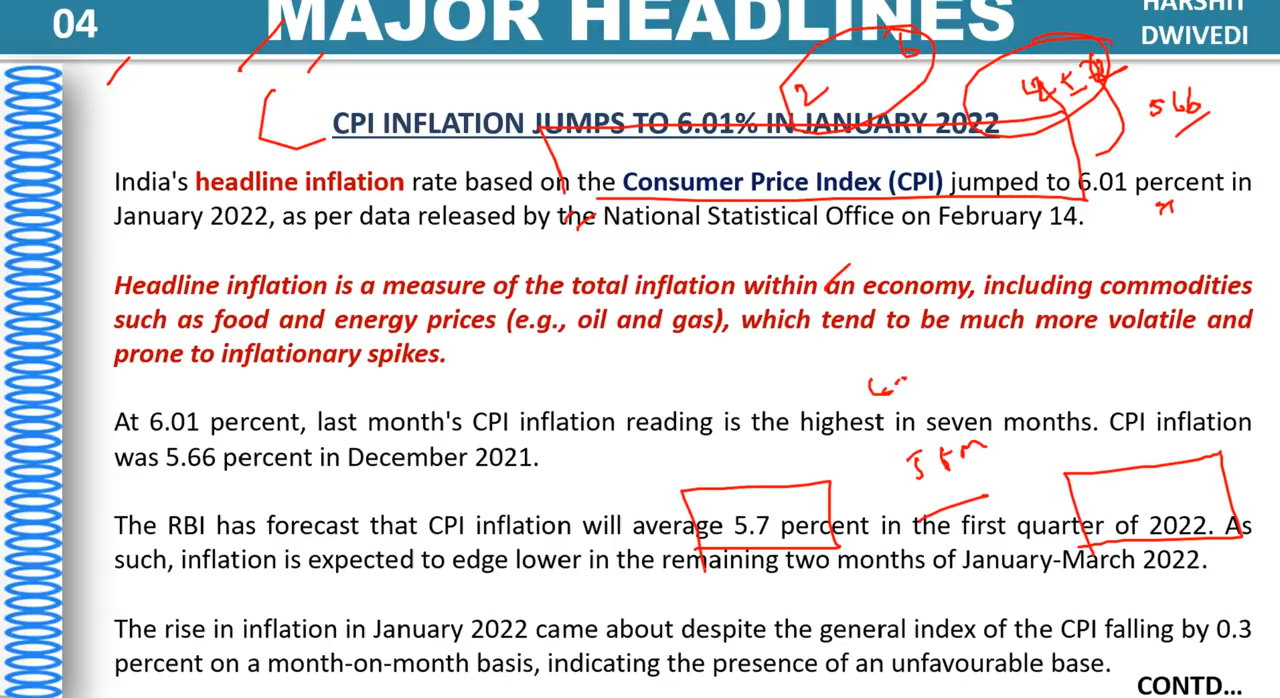 04
MAJOR HEADLINES
HARSHIT
DWIVEDI
2 6
5.66
CPI INFLATION JUMPS TO 6.01% IN JANUARY 2022
India's headline inflation rate based on the Consumer Price Index (CPI) jumped to 6.01 percent in
January 2022, as per data released by the National Statistical Office on February 14.
Headline inflation is a measure of the total inflation within an economy, including commodities
such as food and energy prices (e.g., oil and gas), which tend to be much more volatile and
prone to inflationary spikes.
At 6.01 percent, last month's CPI inflation reading is the highest in seven months. CPI inflation
was 5.66 percent in December 2021.
J F M
The RBI has forecast that CPI inflation will average 5.7 percent in the first quarter of 2022. As
such, inflation is expected to edge lower in the remaining two months of January-March 2022.
The rise in inflation in January 2022 came about despite the general index of the CPI falling by 0.3
percent on a month-on-month basis, indicating the presence of an unfavourable base.
CONTD...